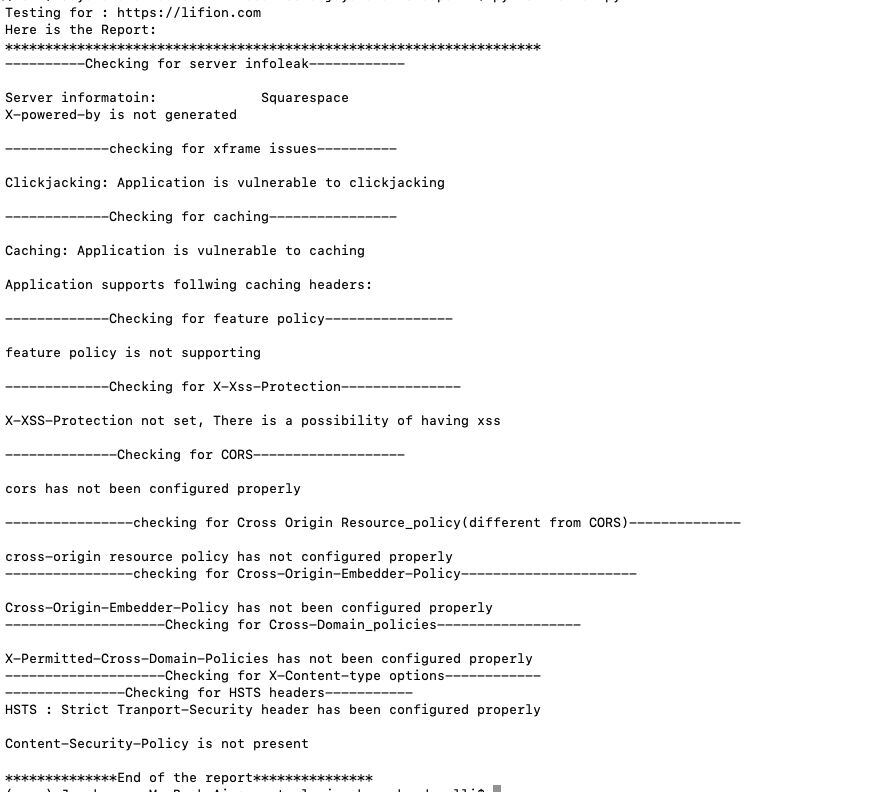 Testing for : https://lifion.com
Here is the Report:
*******************************************************************
----------Checking for server infoleak------------
Server informatoin: Squarespace
X-powered-by is not generated
-------------checking for xframe issues----------
Clickjacking: Application is vulnerable to clickjacking
-------------Checking for caching----------------
Caching: Application is vulnerable to caching
Application supports follwing caching headers:
-------------Checking for feature policy----------------
feature policy is not supporting
-------------Checking for X-Xss-Protection---------------
X-XSS-Protection not set, There is a possibility of having xss
--------------Checking for CORS-------------------
cors has not been configured properly
----------------checking for Cross Origin Resource_policy(different from CORS)--------------
cross-origin resource policy has not configured properly
----------------checking for Cross-Origin-Embedder-Policy----------------------
Cross-Origin-Embedder-Policy has not been configured properly
--------------------Checking for Cross-Domain_policies------------------
X-Permitted-Cross-Domain-Policies has not been configured properly
--------------------Checking for X-Content-type options------------
---------------Checking for HSTS headers-----------
HSTS : Strict Tranport-Security header has been configured properly
Content-Security-Policy is not present
**************End of the report***************